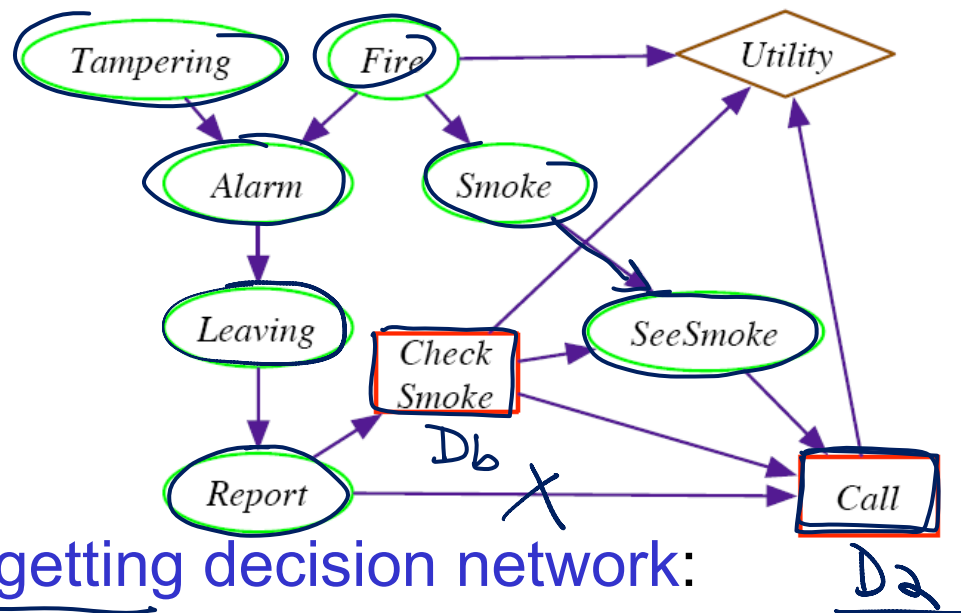 Tampering
Fire
Utility
Alarm
Smoke
Leaving
Check
Smoke
SeeSmoke
Db
Report
X
Call
getting decision network:
D2